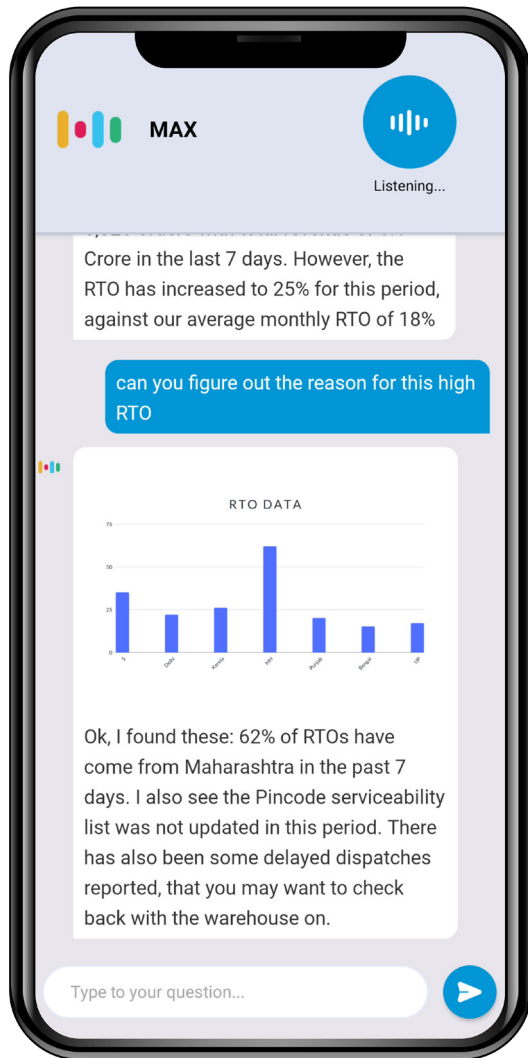 MAX
Listening...
Crore in the last 7 days. However, the
RTO has increased to 25% for this period,
against our average monthly RTO of 18%
can you figure out the reason for this high
RTO
RTO DATA
75
50
25
0
5
Delhi
Kerela
MH
Punjab
Bengal
UP
Ok, I found these: 62% of RTOs have
come from Maharashtra in the past 7
days. I also see the Pincode serviceability
list was not updated in this period. There
has also been some delayed dispatches
reported, that you may want to check
back with the warehouse on.
Type to your question...